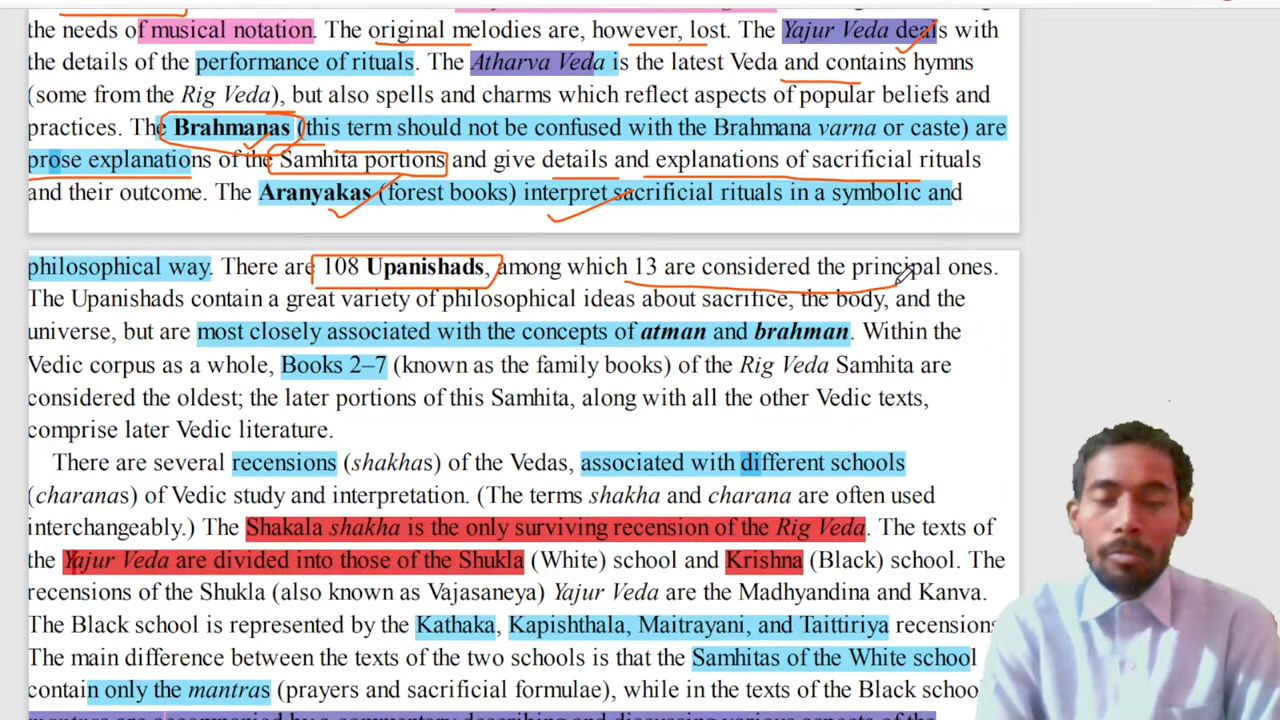 the needs of musical notation. The original melodies are, however, lost. The Yajur Veda deals with
the details of the performance of rituals. The Atharva Veda is the latest Veda and contains hymns
(some from the Rig Veda), but also spells and charms which reflect aspects of popular beliefs and
practices. The Brahmanas (this term should not be confused with the Brahmana varna or caste) are
prose explanations of the Samhita portions and give details and explanations of sacrificial rituals
and their outcome. The Aranyakas (forest books) interpret sacrificial rituals in a symbolic and
philosophical way. There are 108 Upanishads, among which 13 are considered the principal ones.
The Upanishads contain a great variety of philosophical ideas about sacrifice, the body, and the
universe, but are most closely associated with the concepts of atman and brahman. Within the
Vedic corpus as a whole, Books 2–7 (known as the family books) of the Rig Veda Samhita are
considered the oldest; the later portions of this Samhita, along with all the other Vedic texts,
comprise later Vedic literature.
There are several recensions (shakhas) of the Vedas, associated with different schools
(charanas) of Vedic study and interpretation. (The terms shakha and charana are often used
interchangeably.) The Shakala shakha is the only surviving recension of the Rig Veda. The texts of
the Yajur Veda are divided into those of the Shukla (White) school and Krishna (Black) school. The
recensions of the Shukla (also known as Vajasaneya) Yajur Veda are the Madhyandina and Kanva.
The Black school is represented by the Kathaka, Kapishthala, Maitrayani, and Taittiriya recensions
The main difference between the texts of the two schools is that the Samhitas of the White school
contain only the mantras (prayers and sacrificial formulae), while in the texts of the Black schoo
mantras are accompanied by a commentary describing and discussing various aspects of the